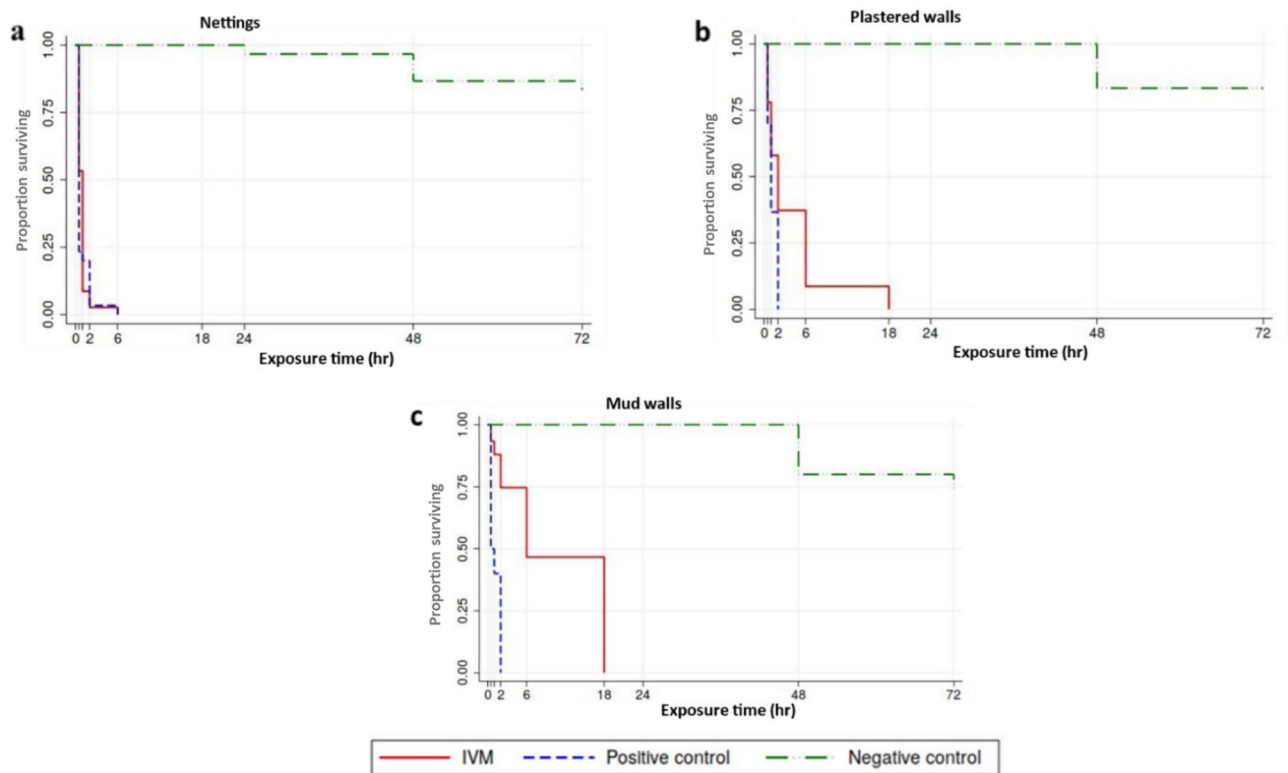 a
Nettings
Proportion surviving
1.00
0.75
0.50
0.25
0.00
0 2 6 18 24 48 72
Exposure time (hr)
b
Plastered walls
Proportion surviving
1.00
0.75
0.50
0.25
0.00
0 2 6 18 24 48 72
Exposure time (hr)
c
Mud walls
Proportion surviving
1.00
0.75
0.50
0.25
0.00
0 2 6 18 24 48 72
Exposure time (hr)
IVM Positive control Negative control